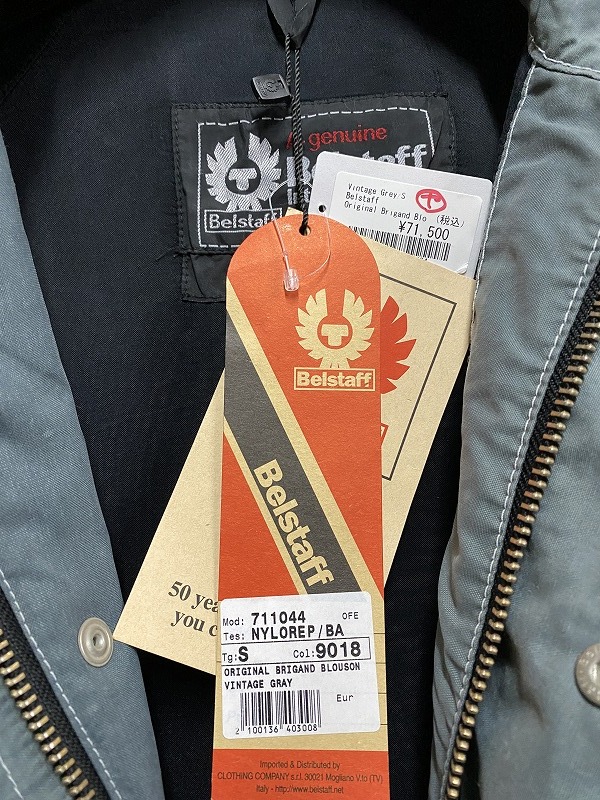 A genuine
Belstaff
Belstaff
Vintage Grey:S
Belstaff
Original Brigand Blo (税込)
¥71,500
Belstaff
Belstaff
50 yea
you c
Mod: 711044 OFE
Tes: NYLOREP/BA
Tg: S Col: 9018
ORIGINAL BRIGAND BLOUSON
VINTAGE GRAY
Eur
2 100136 403008
Imported & Distributed by
CLOTHING COMPANY s.r.l. 30021 Mogliano V.to (TV)
Italy - http://www.belstaff.net